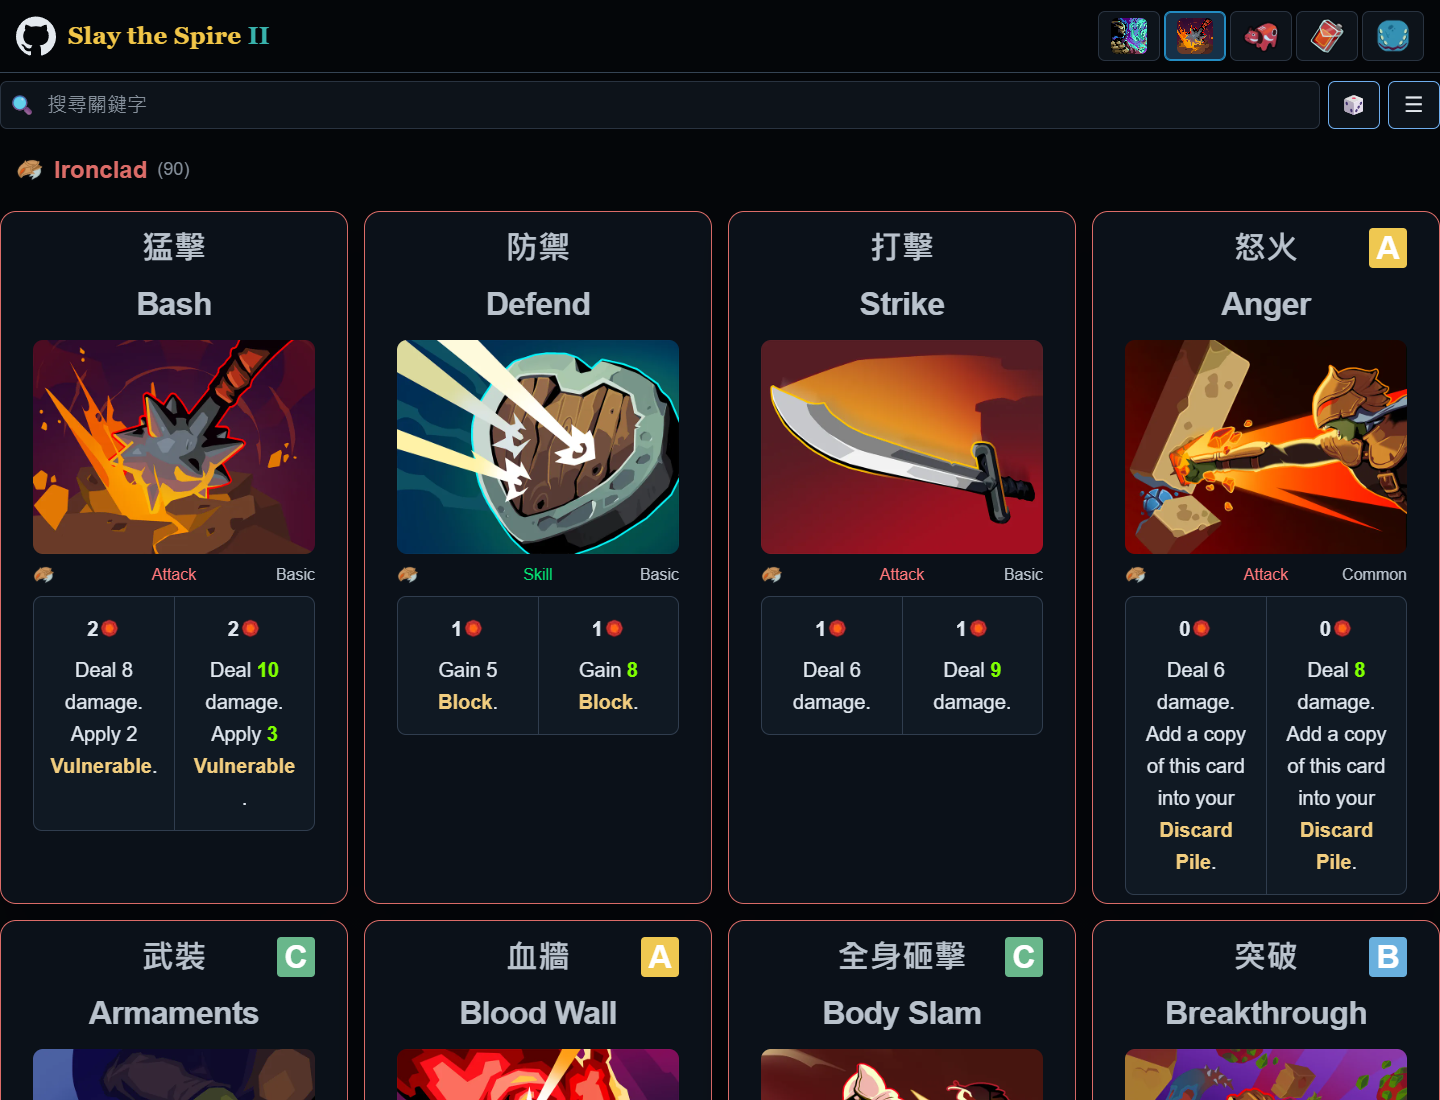 Slay the Spire II
搜尋關鍵字
Ironclad (90)
猛擊
Bash
Attack Basic
2
Deal 8
damage.
Apply 2
Vulnerable.
2
Deal 10
damage.
Apply 3
Vulnerable
.
防禦
Defend
Skill Basic
1
Gain 5
Block.
1
Gain 8
Block.
打擊
Strike
Attack Basic
1
Deal 6
damage.
1
Deal 9
damage.
怒火
A
Anger
Attack Common
0
Deal 6
damage.
Add a copy
of this card
into your
Discard
Pile.
0
Deal 8
damage.
Add a copy
of this card
into your
Discard
Pile.
武裝
C
Armaments
血牆
A
Blood Wall
全身砸擊
C
Body Slam
突破
B
Breakthrough